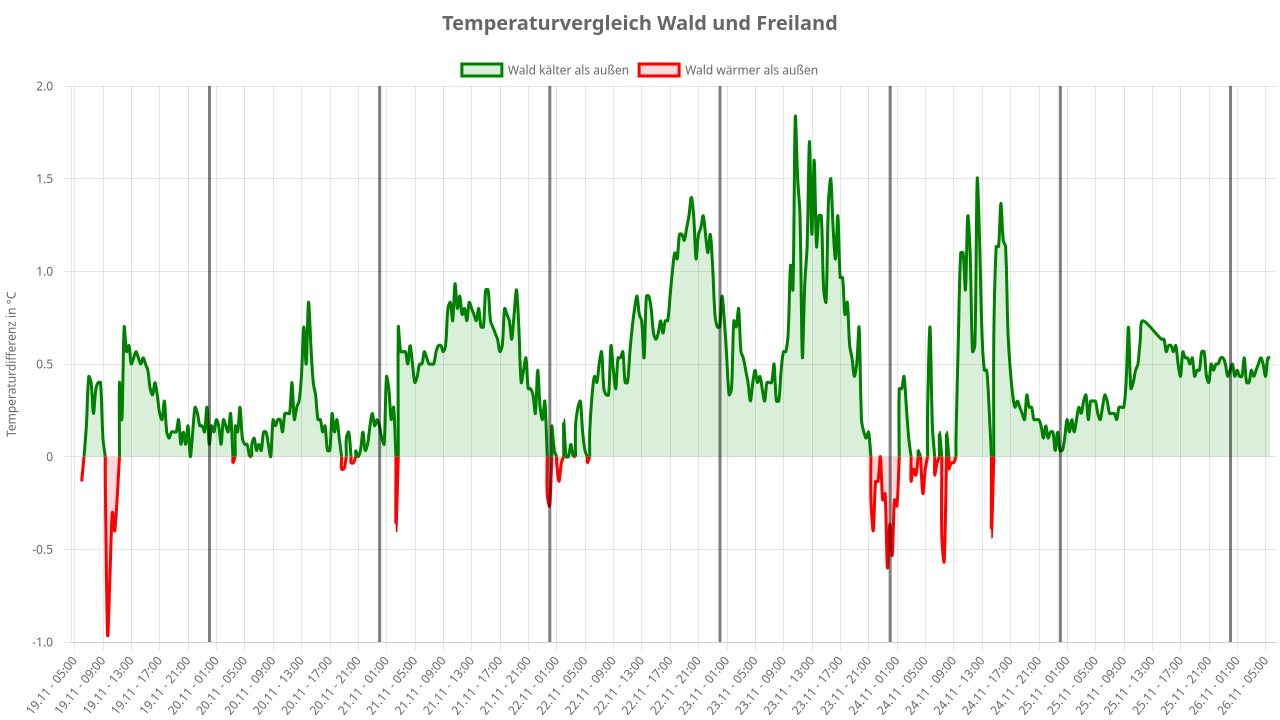 Temperaturvergleich Wald und Freiland
Wald kälter als außen
Wald wärmer als außen
Temperaturdifferenz in °C
2.0
1.5
1.0
0.5
0
-0.5
-1.0
19.11 - 05:00
19.11 - 09:00
19.11 - 13:00
19.11 - 17:00
19.11 - 21:00
20.11 - 01:00
20.11 - 05:00
20.11 - 09:00
20.11 - 13:00
20.11 - 17:00
20.11 - 21:00
21.11 - 01:00
21.11 - 05:00
21.11 - 09:00
21.11 - 13:00
21.11 - 17:00
21.11 - 21:00
22.11 - 01:00
22.11 - 05:00
22.11 - 09:00
22.11 - 13:00
22.11 - 17:00
22.11 - 21:00
23.11 - 01:00
23.11 - 05:00
23.11 - 09:00
23.11 - 13:00
23.11 - 17:00
23.11 - 21:00
24.11 - 01:00
24.11 - 05:00
24.11 - 09:00
24.11 - 13:00
24.11 - 17:00
24.11 - 21:00
25.11 - 01:00
25.11 - 05:00
25.11 - 09:00
25.11 - 13:00
25.11 - 17:00
25.11 - 21:00
26.11 - 01:00
26.11 - 05:00